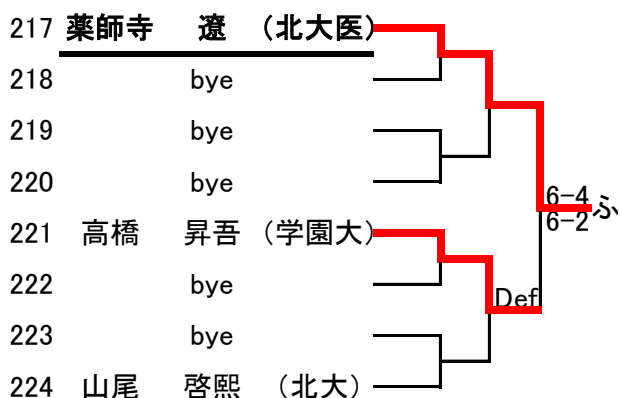 217 薬師寺 遼 (北大医)
218 bye
219 bye
220 bye
6-4
6-2
ふ
221 高橋 昇吾 (学園大)
222 bye
Def
223 bye
224 山尾 啓熙 (北大)